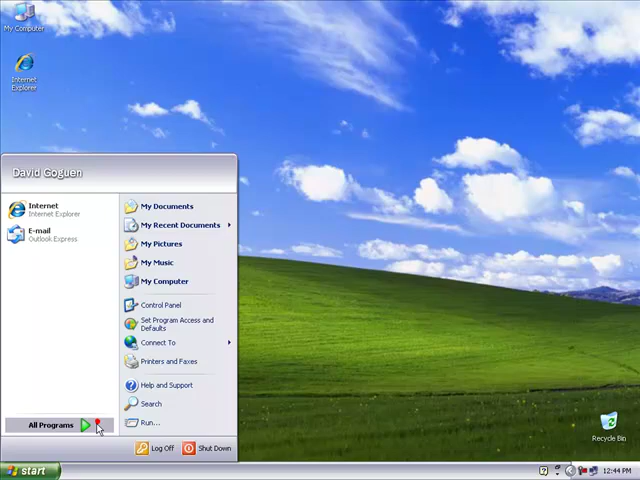 My Computer
Internet
Explorer
David Goguen
Internet
Internet Explorer
E-mail
Outlook Express
All Programs
My Documents
My Recent Documents
My Pictures
My Music
My Computer
Control Panel
Set Program Access and
Defaults
Connect To
Printers and Faxes
Help and Support
Search
Run...
Log Off
Shut Down
Recycle Bin
start
12:44 PM